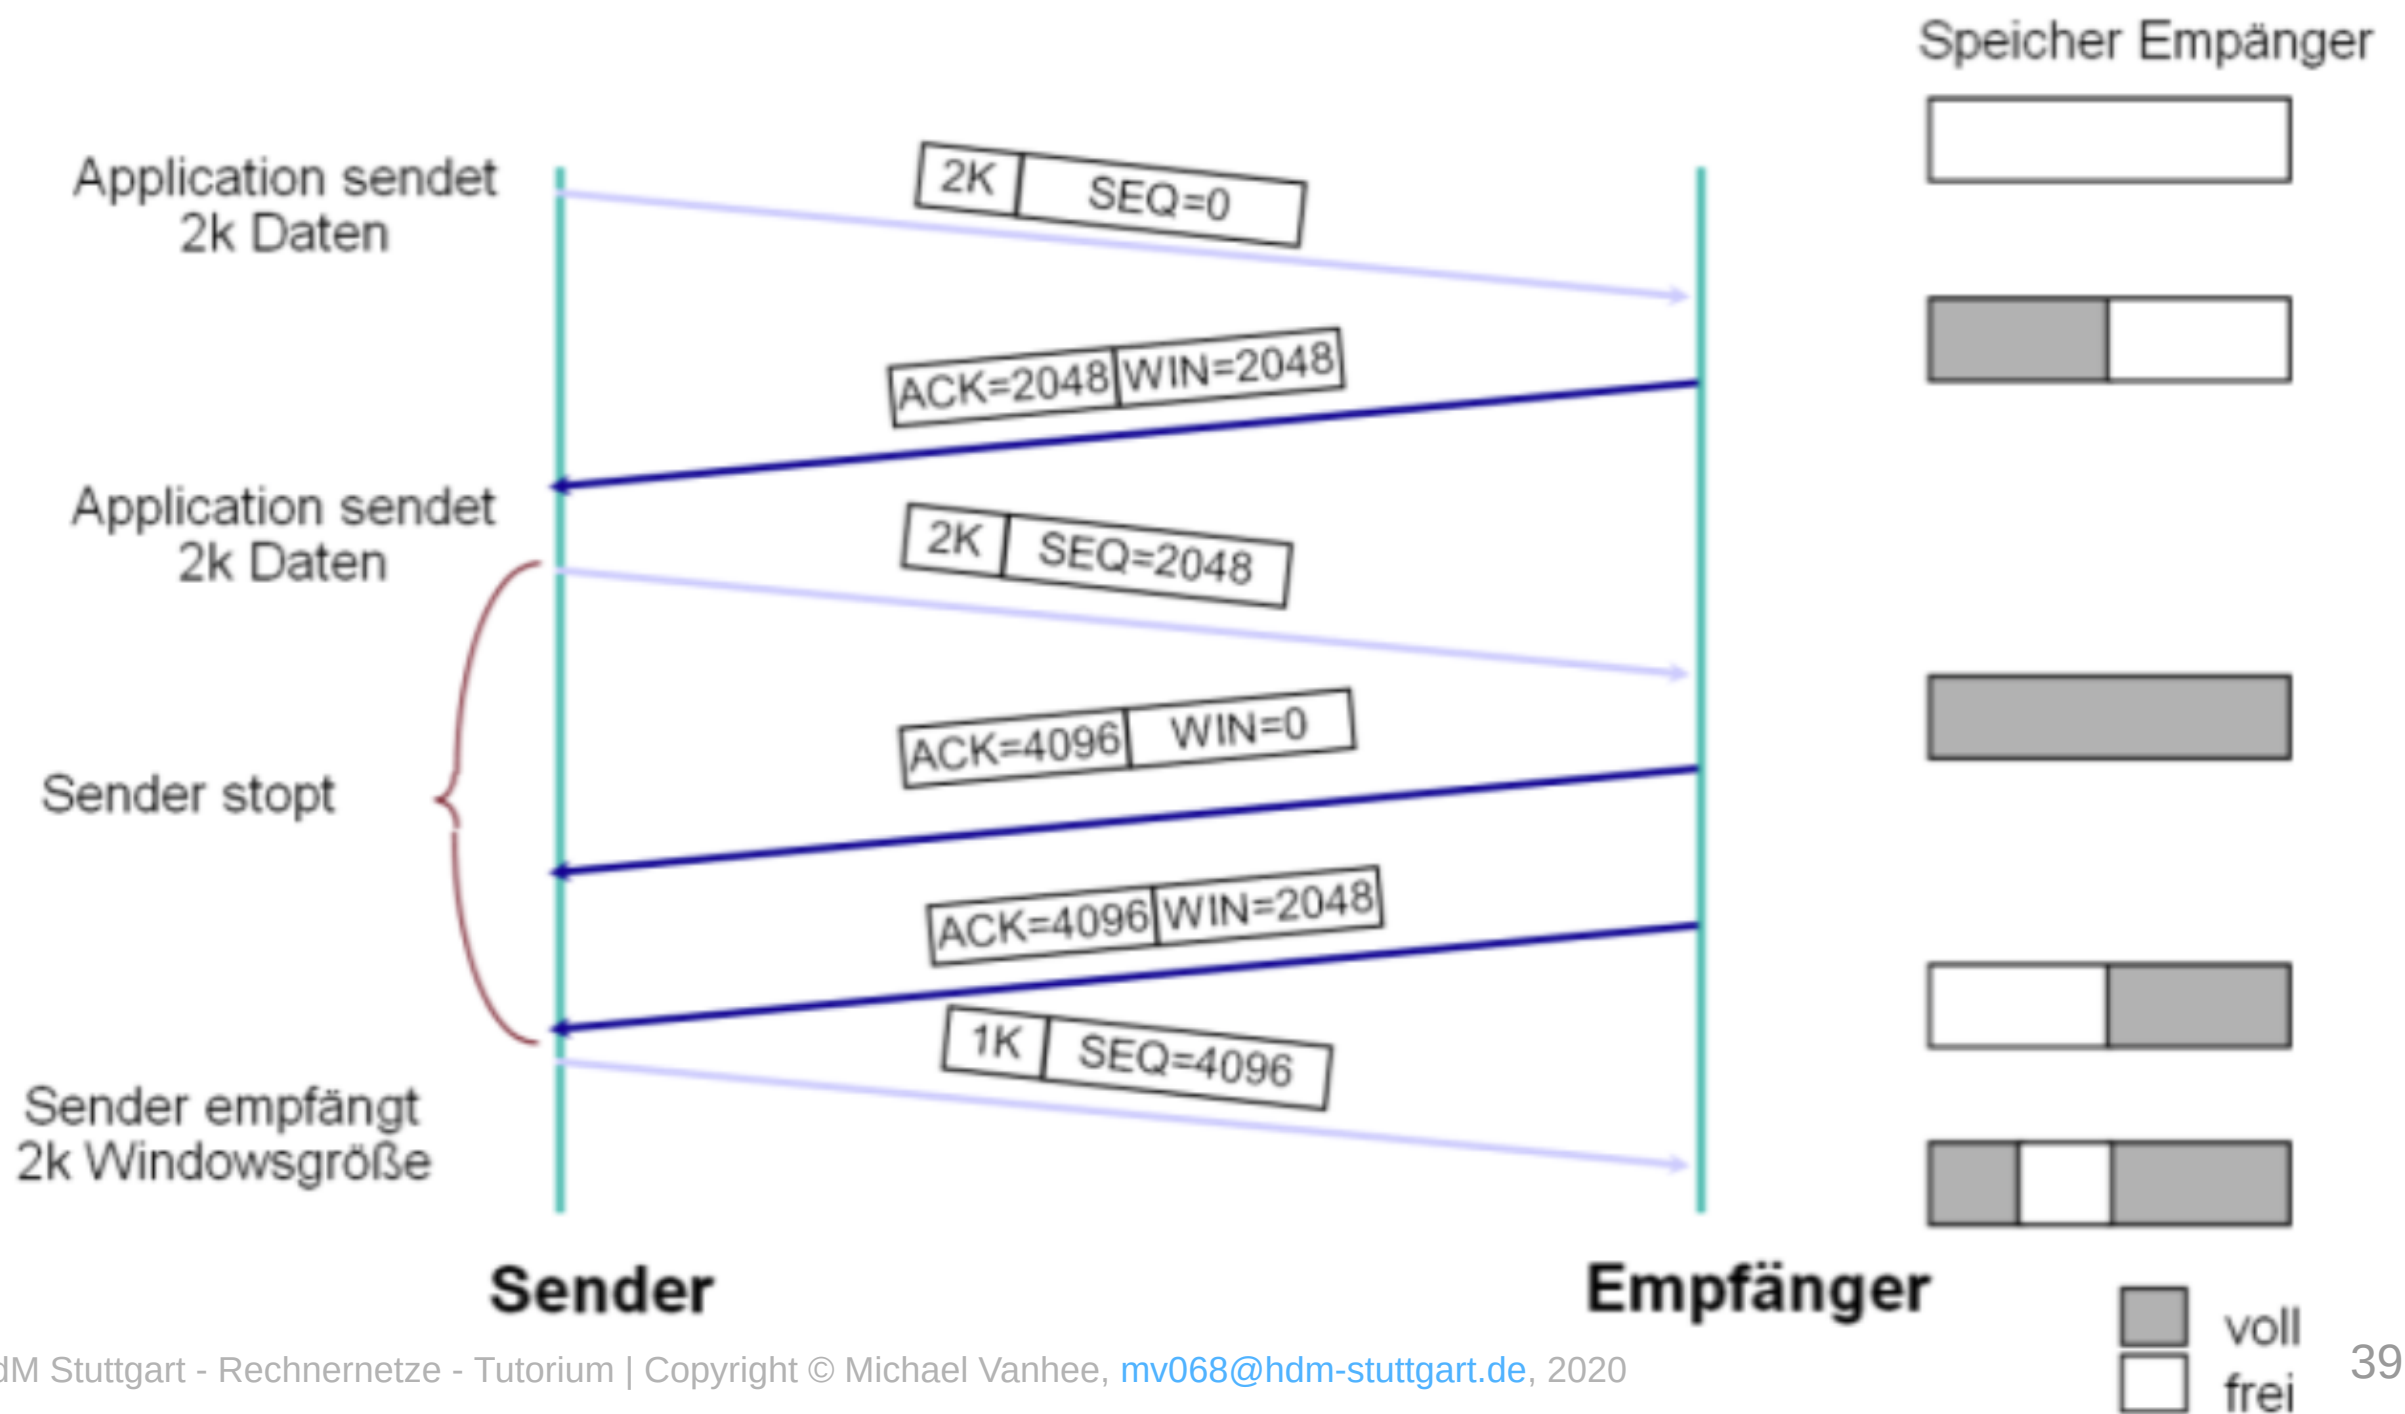 Speicher Empänger
Application sendet
2k Daten
2K SEQ=0
ACK=2048 WIN=2048
Application sendet
2k Daten
2K SEQ=2048
ACK=4096 WIN=0
Sender stopt
ACK=4096 WIN=2048
1K SEQ=4096
Sender empfängt
2k Windowsgröße
Sender
Empfänger
voll
frei
dM Stuttgart - Rechnernetze - Tutorium | Copyright © Michael Vanhee, mv068@hdm-stuttgart.de, 2020
39